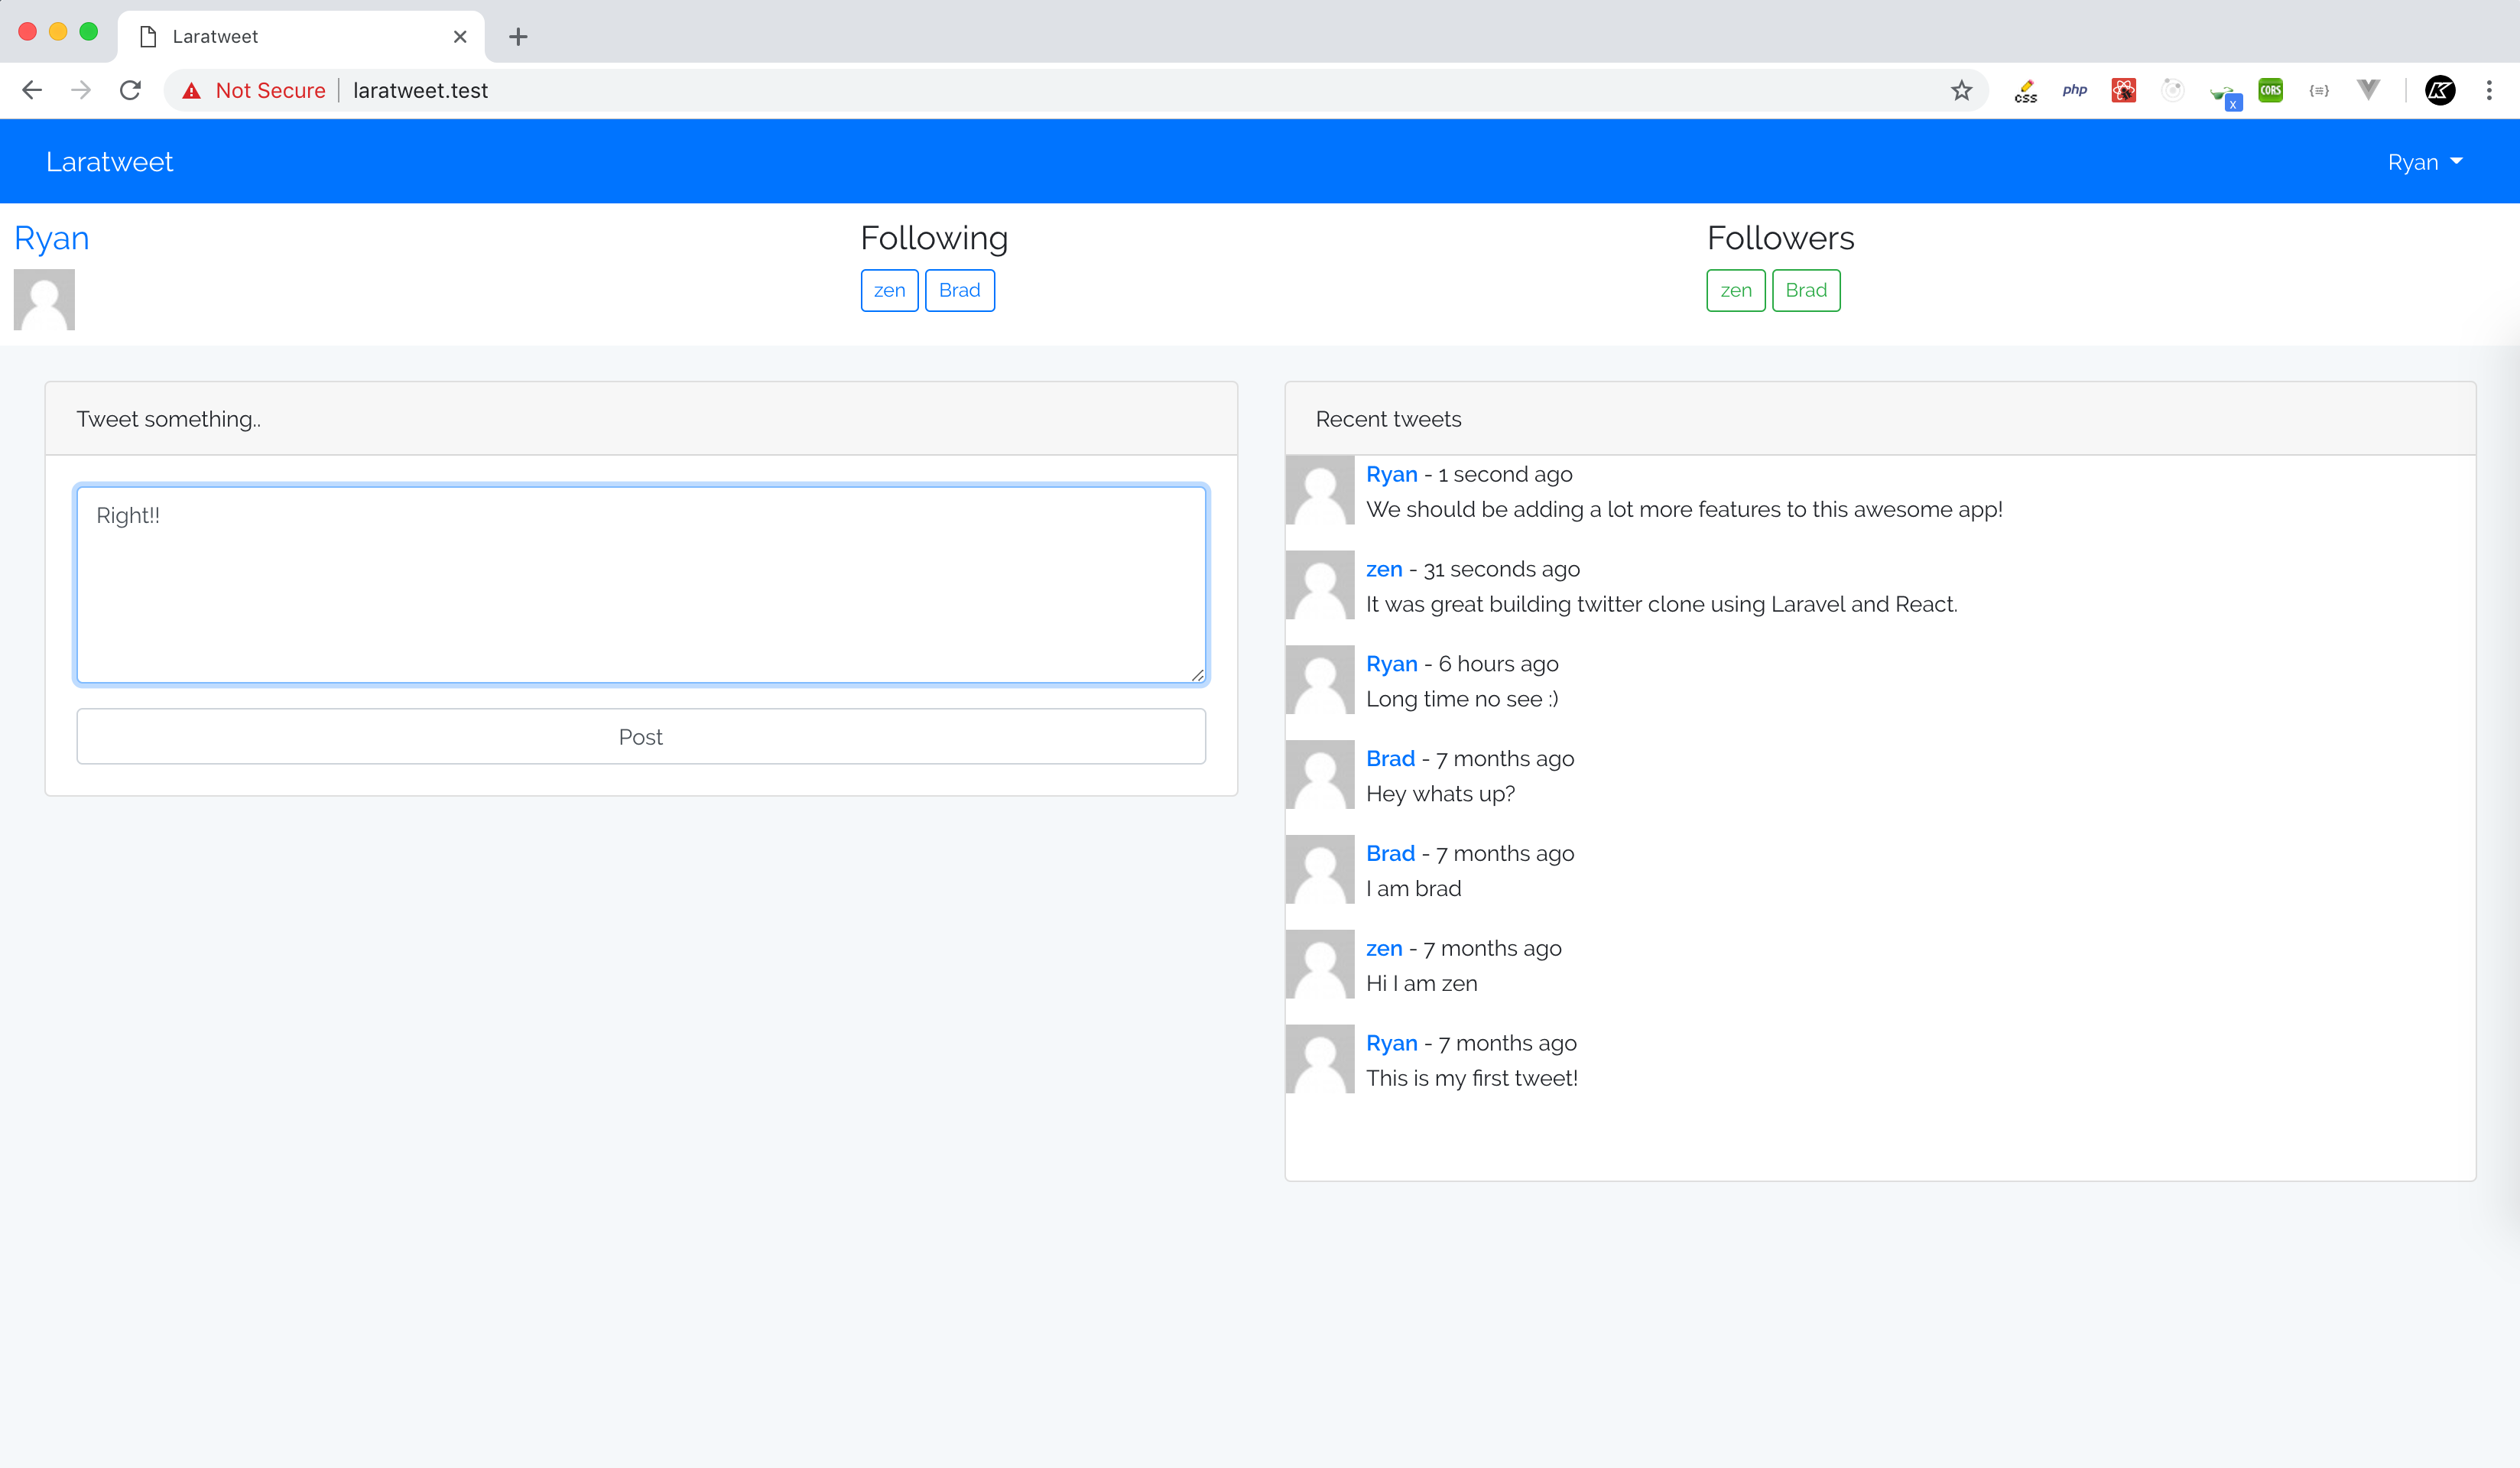 Laratweet
Not Secure laratweet.test
css php CORS {≡} x
Laratweet
Ryan
Ryan
Following
zen Brad
Followers
zen Brad
Tweet something..
Right!!
Post
Recent tweets
Ryan - 1 second ago
We should be adding a lot more features to this awesome app!
zen - 31 seconds ago
It was great building twitter clone using Laravel and React.
Ryan - 6 hours ago
Long time no see :)
Brad - 7 months ago
Hey whats up?
Brad - 7 months ago
I am brad
zen - 7 months ago
Hi I am zen
Ryan - 7 months ago
This is my first tweet!